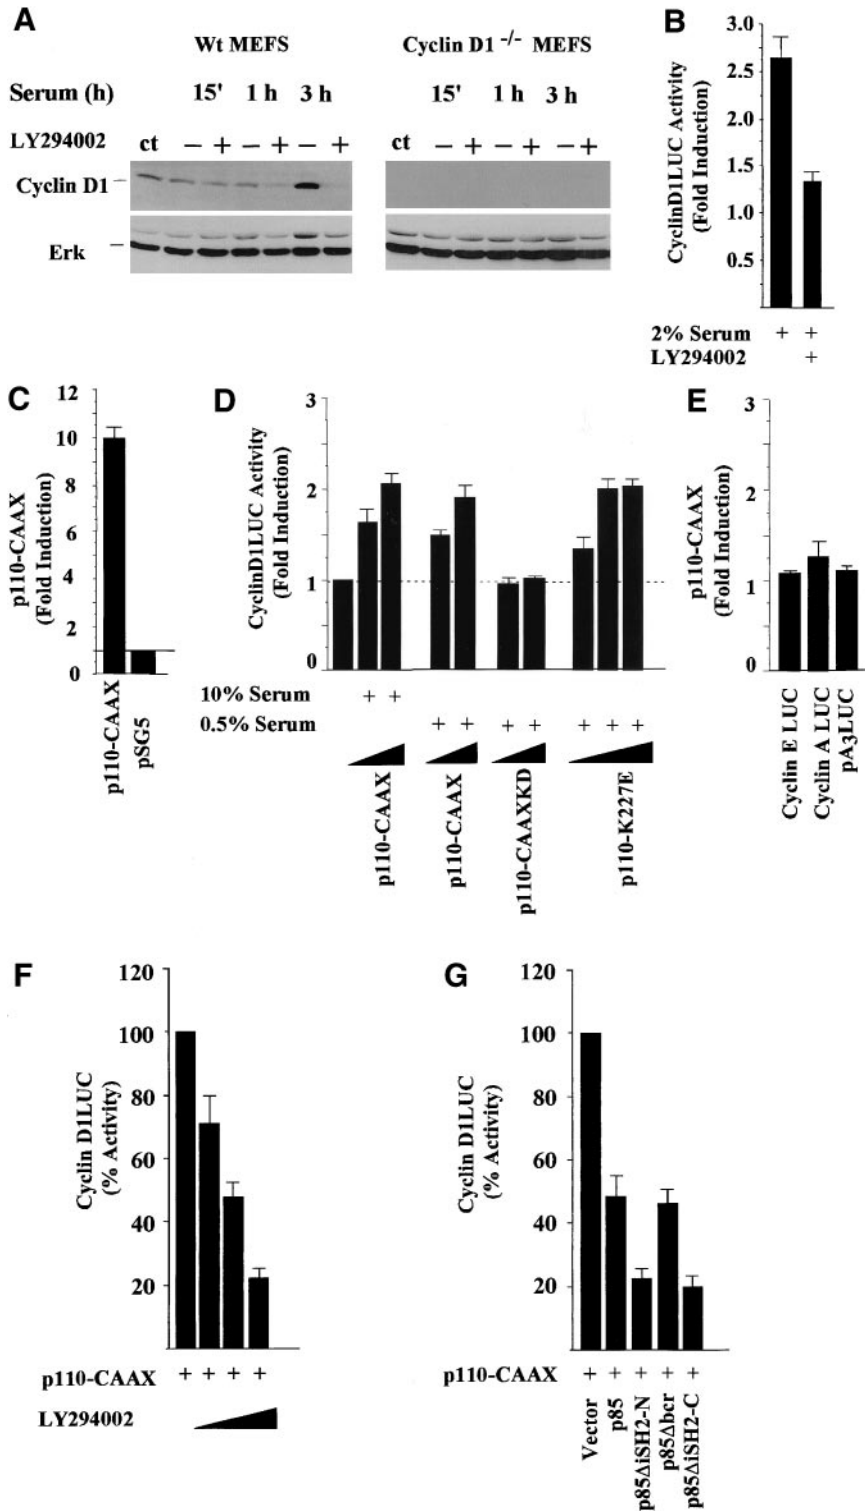 A
Wt MEFS
Cyclin D1 -/- MEFS
Serum (h) 15' 1 h 3 h 15' 1 h 3 h
LY294002 ct − + − + − + ct − + − + − +
Cyclin D1
Erk
B
CyclinD1LUC Activity
(Fold Induction)
3.0
2.5
2.0
1.5
1.0
0.5
2% Serum + +
LY294002 +
C
p110-CAAX
(Fold Induction)
12
10
8
6
4
2
0
p110-CAAX
pSG5
D
CyclinD1LUC Activity
(Fold Induction)
3
2
1
0
10% Serum + +
0.5% Serum + + + + + + +
p110-CAAX
p110-CAAX
p110-CAAXKD
p110-K227E
E
p110-CAAX
(Fold Induction)
3
2
1
0
Cyclin E LUC
Cyclin A LUC
pA3LUC
F
Cyclin D1LUC
(% Activity)
120
100
80
60
40
20
p110-CAAX + + + +
LY294002
G
Cyclin D1LUC
(% Activity)
120
100
80
60
40
20
p110-CAAX + + + + +
Vector
p85
p85ΔiSH2-N
p85Δbcr
p85ΔiSH2-C